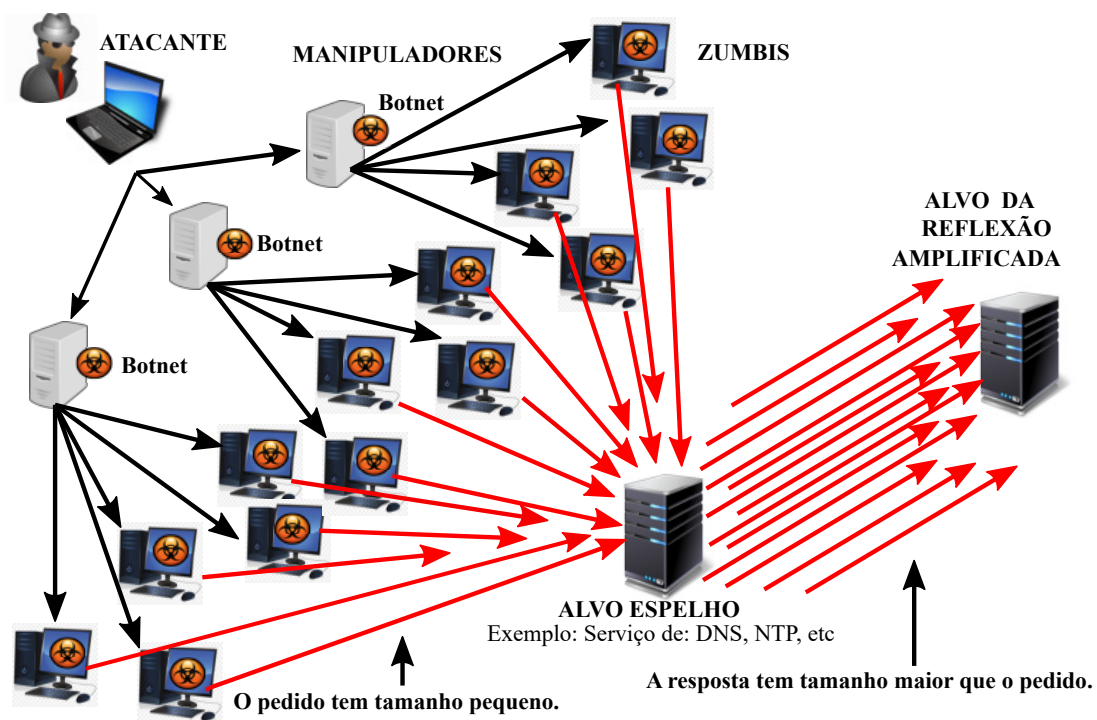 ATACANTE
MANIPULADORES
ZUMBIS
Botnet
Botnet
Botnet
ALVO DA
REFLEXÃO
AMPLIFICADA
ALVO ESPELHO
Exemplo: Serviço de: DNS, NTP, etc
O pedido tem tamanho pequeno.
A resposta tem tamanho maior que o pedido.